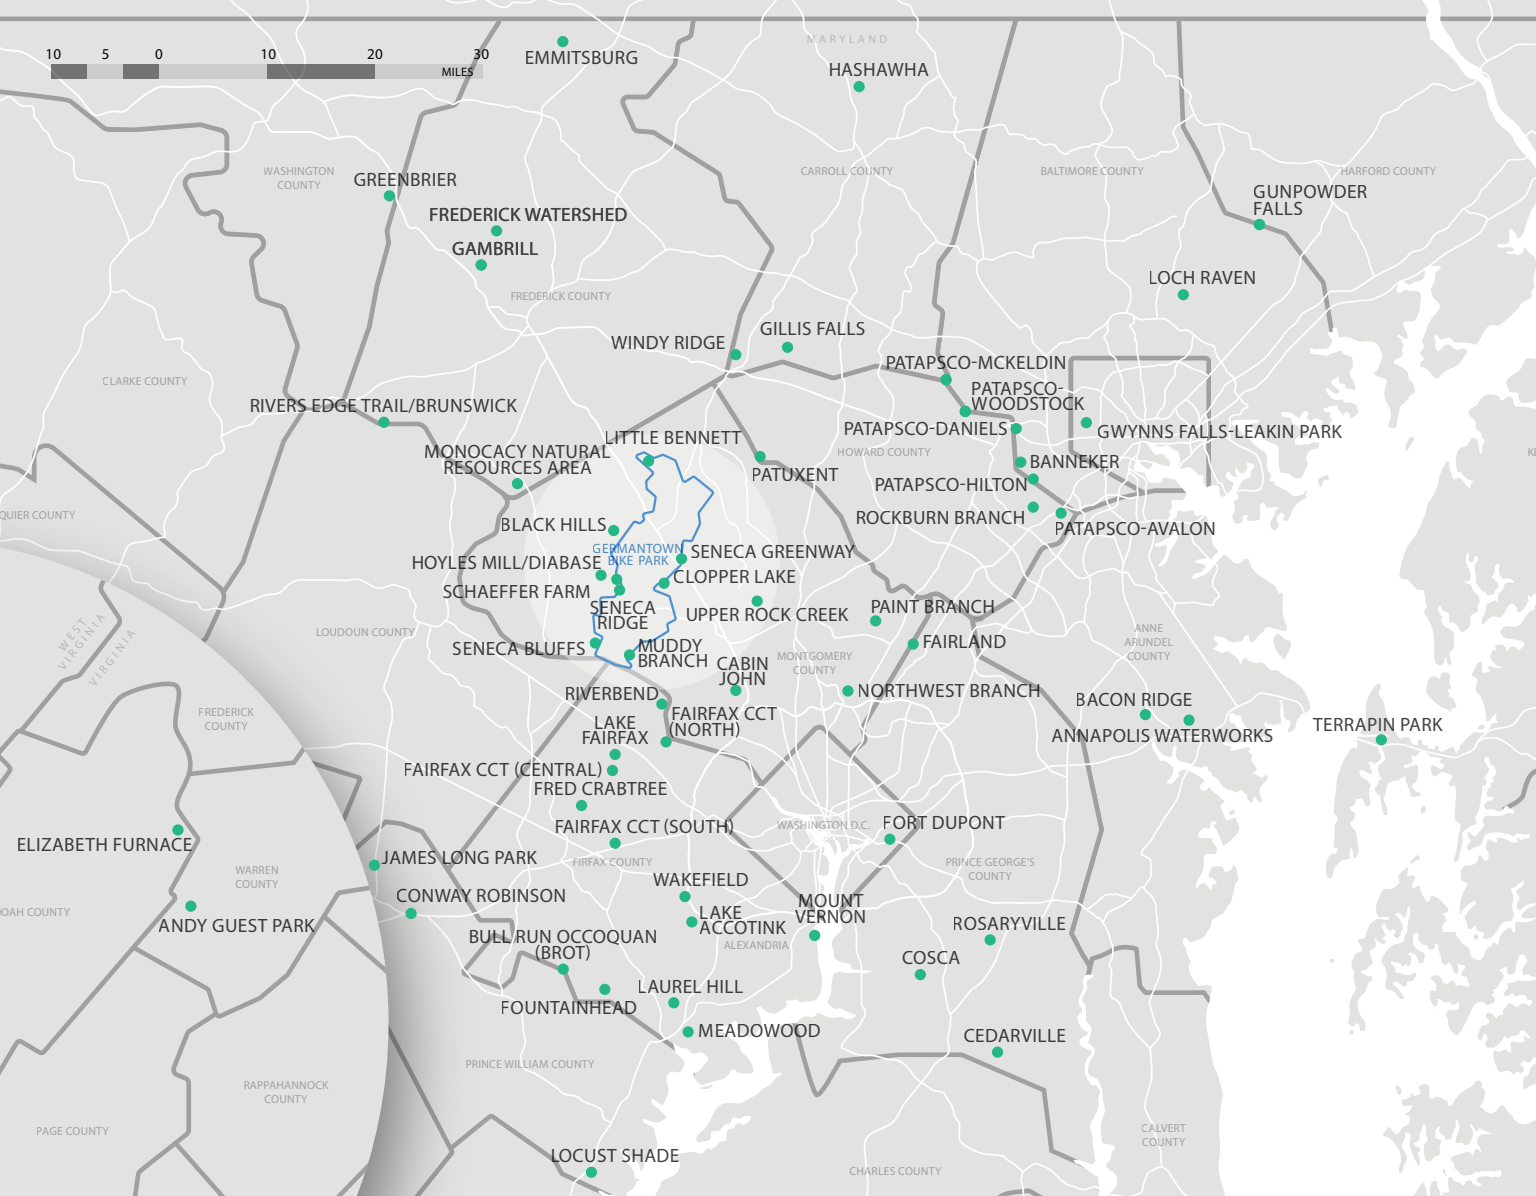 10 5 0 10 20 30
MILES
EMMITSBURG
MARYLAND
HASHAWHA
WASHINGTON
COUNTY
GREENBRIER
CARROLL COUNTY
BALTIMORE COUNTY
HARFORD COUNTY
GUNPOWDER
FALLS
FREDERICK WATERSHED
GAMBRILL
FREDERICK COUNTY
LOCH RAVEN
WINDY RIDGE
GILLIS FALLS
PATAPSCO-MCKELDIN
CLARKE COUNTY
PATAPSCO-
WOODSTOCK
RIVERS EDGE TRAIL/BRUNSWICK
PATAPSCO-DANIELS
GWYNNS FALLS-LEAKIN PARK
LITTLE BENNETT
MONOCACY NATURAL
RESOURCES AREA
HOWARD COUNTY
KE
BANNEKER
PATUXENT
PATAPSCO-HILTON
QUIER COUNTY
ROCKBURN BRANCH
PATAPSCO-AVALON
BLACK HILLS
GERMANTOWN
BIKE PARK
SENECA GREENWAY
HOYLES MILL/DIABASE
CLOPPER LAKE
SCHAEFFER FARM
SENECA
RIDGE
UPPER ROCK CREEK
PAINT BRANCH
WEST
VIRGINIA
VIRGINIA
LOUDOUN COUNTY
FAIRLAND
ANNE
ARUNDEL
COUNTY
SENECA BLUFFS
MUDDY
BRANCH
CABIN
JOHN
MONTGOMERY
COUNTY
RIVERBEND
NORTHWEST BRANCH
BACON RIDGE
FREDERICK
COUNTY
FAIRFAX CCT
(NORTH)
LAKE
FAIRFAX
ANNAPOLIS WATERWORKS
TERRAPIN PARK
FAIRFAX CCT (CENTRAL)
FRED CRABTREE
FAIRFAX CCT (SOUTH)
WASHINGTON D.C.
FORT DUPONT
ELIZABETH FURNACE
JAMES LONG PARK
FIRFAX COUNTY
PRINCE GEORGE'S
COUNTY
WARREN
COUNTY
WAKEFIELD
CONWAY ROBINSON
MOUNT
VERNON
OAH COUNTY
LAKE
ACCOTINK
ANDY GUEST PARK
ROSARYVILLE
BULL RUN OCCOQUAN
(BROT)
ALEXANDRIA
COSCA
LAUREL HILL
FOUNTAINHEAD
MEADOWOOD
CEDARVILLE
PRINCE WILLIAM COUNTY
RAPPAHANNOCK
COUNTY
PAGE COUNTY
CALVERT
COUNTY
LOCUST SHADE
CHARLES COUNTY